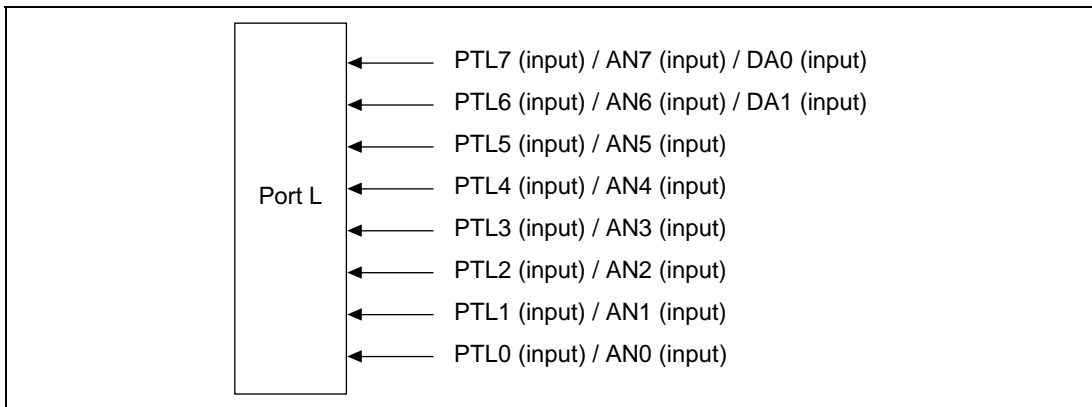 Port L
PTL7 (input) / AN7 (input) / DA0 (input)
PTL6 (input) / AN6 (input) / DA1 (input)
PTL5 (input) / AN5 (input)
PTL4 (input) / AN4 (input)
PTL3 (input) / AN3 (input)
PTL2 (input) / AN2 (input)
PTL1 (input) / AN1 (input)
PTL0 (input) / AN0 (input)